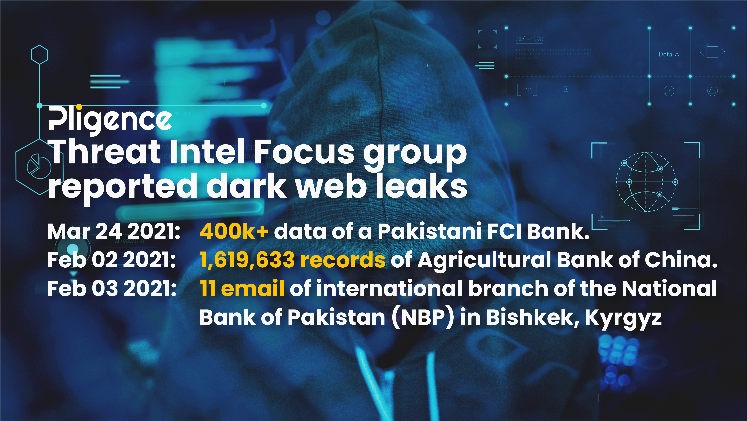 Data A
Pligence
Threat Intel Focus group
reported dark web leaks
Mar 24 2021: 400k+ data of a Pakistani FCI Bank.
Feb 02 2021: 1,619,633 records of Agricultural Bank of China.
Feb 03 2021: 11 email of international branch of the National
Bank of Pakistan (NBP) in Bishkek, Kyrgyz